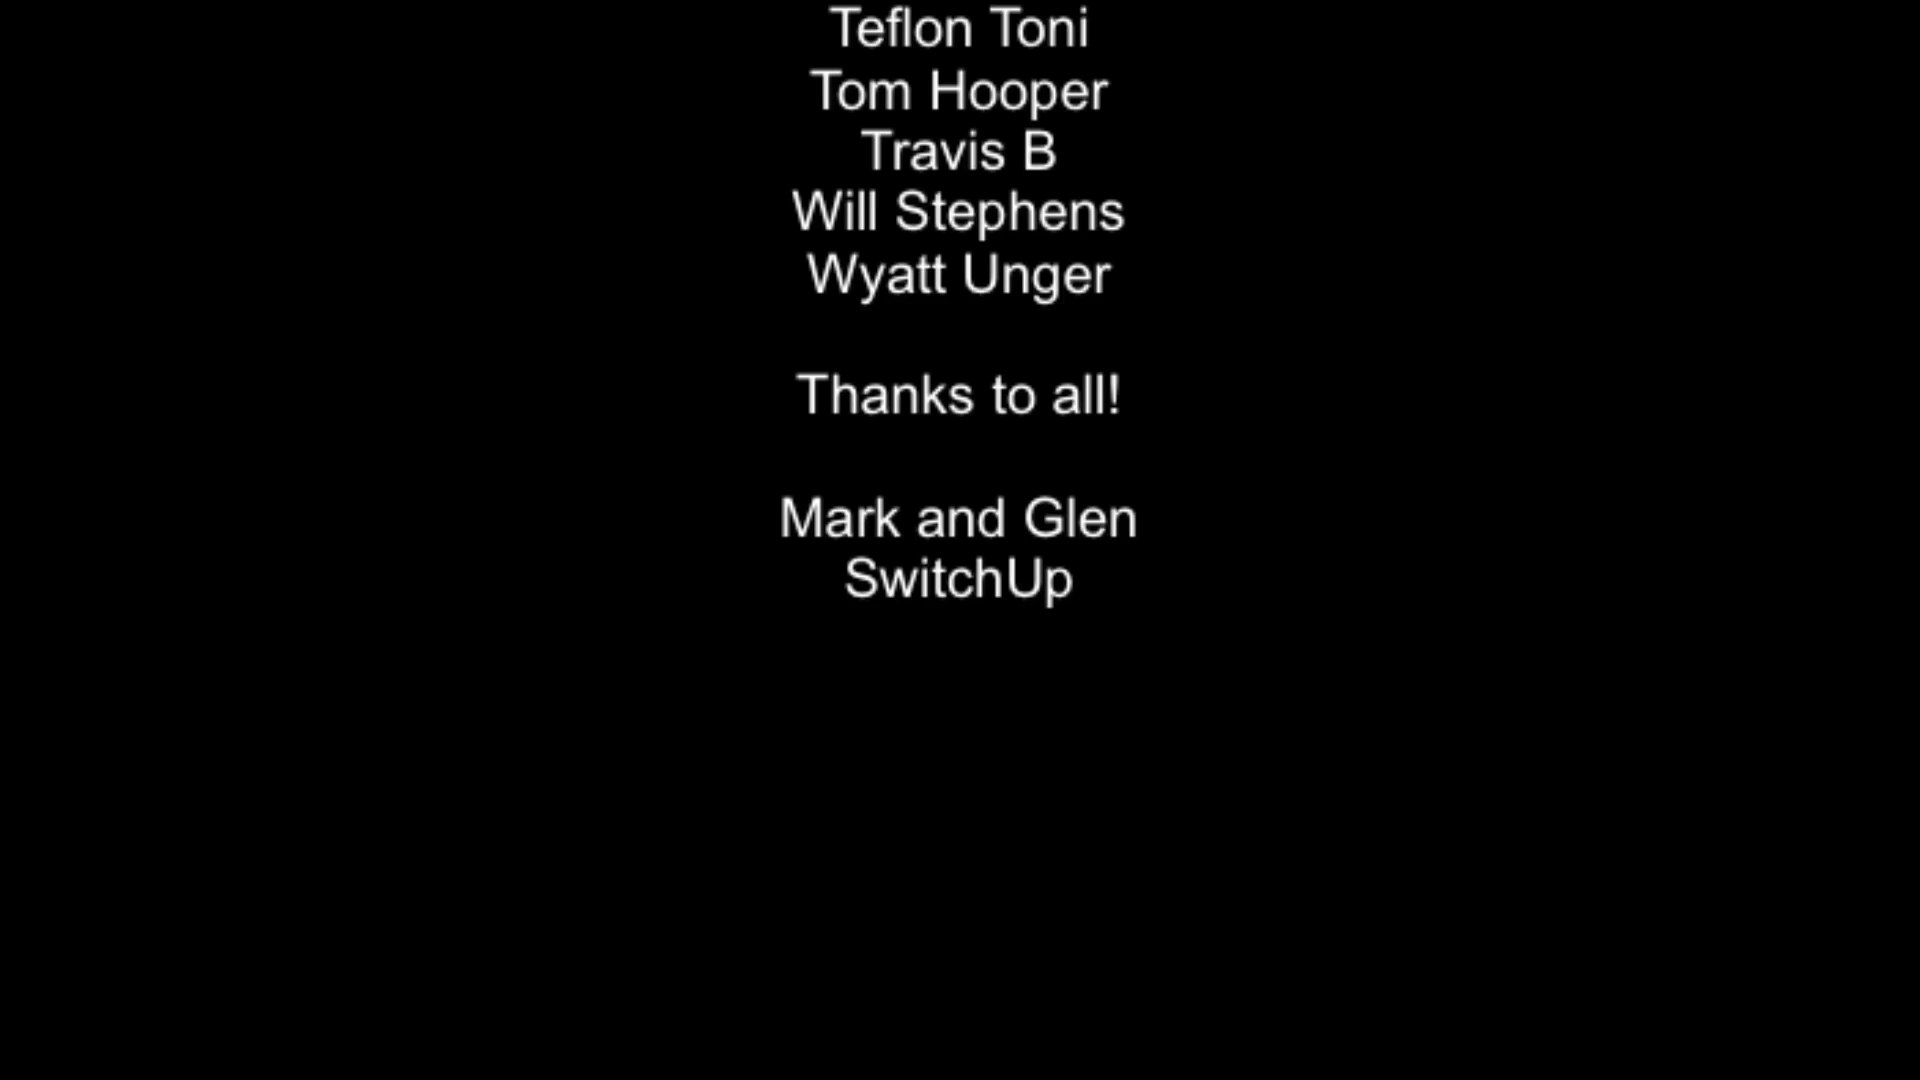 Teflon Toni
Tom Hooper
Travis B
Will Stephens
Wyatt Unger
Thanks to all!
Mark and Glen
SwitchUp